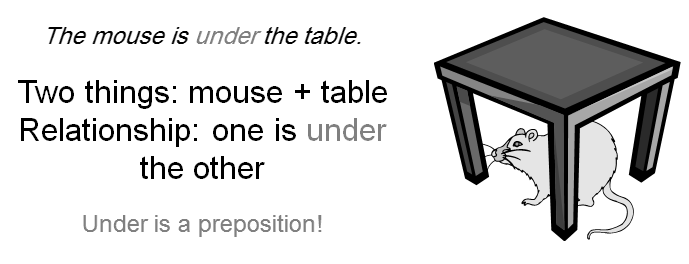 The mouse is under the table.
Two things: mouse + table
Relationship: one is under
the other
Under is a preposition!